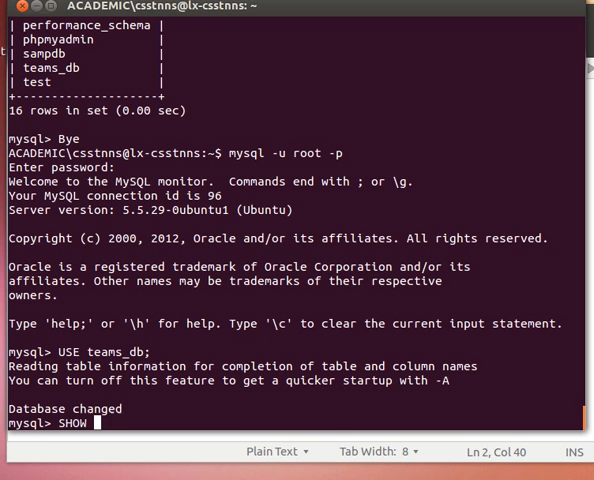 ACADEMIC\csstnns@lx-csstnns: ~
| performance_schema |
| phpmyadmin |
| sampdb |
| teams_db |
| test |
+--------------------+
16 rows in set (0.00 sec)
mysql> Bye
ACADEMIC\csstnns@lx-csstnns:~$ mysql -u root -p
Enter password:
Welcome to the MySQL monitor.  Commands end with ; or \g.
Your MySQL connection id is 96
Server version: 5.5.29-0ubuntu1 (Ubuntu)
Copyright (c) 2000, 2012, Oracle and/or its affiliates. All rights reserved.
Oracle is a registered trademark of Oracle Corporation and/or its
affiliates. Other names may be trademarks of their respective
owners.
Type 'help;' or '\h' for help. Type '\c' to clear the current input statement.
mysql> USE teams_db;
Reading table information for completion of table and column names
You can turn off this feature to get a quicker startup with -A
Database changed
mysql> SHOW
Plain Text Tab Width: 8 Ln 2, Col 40 INS